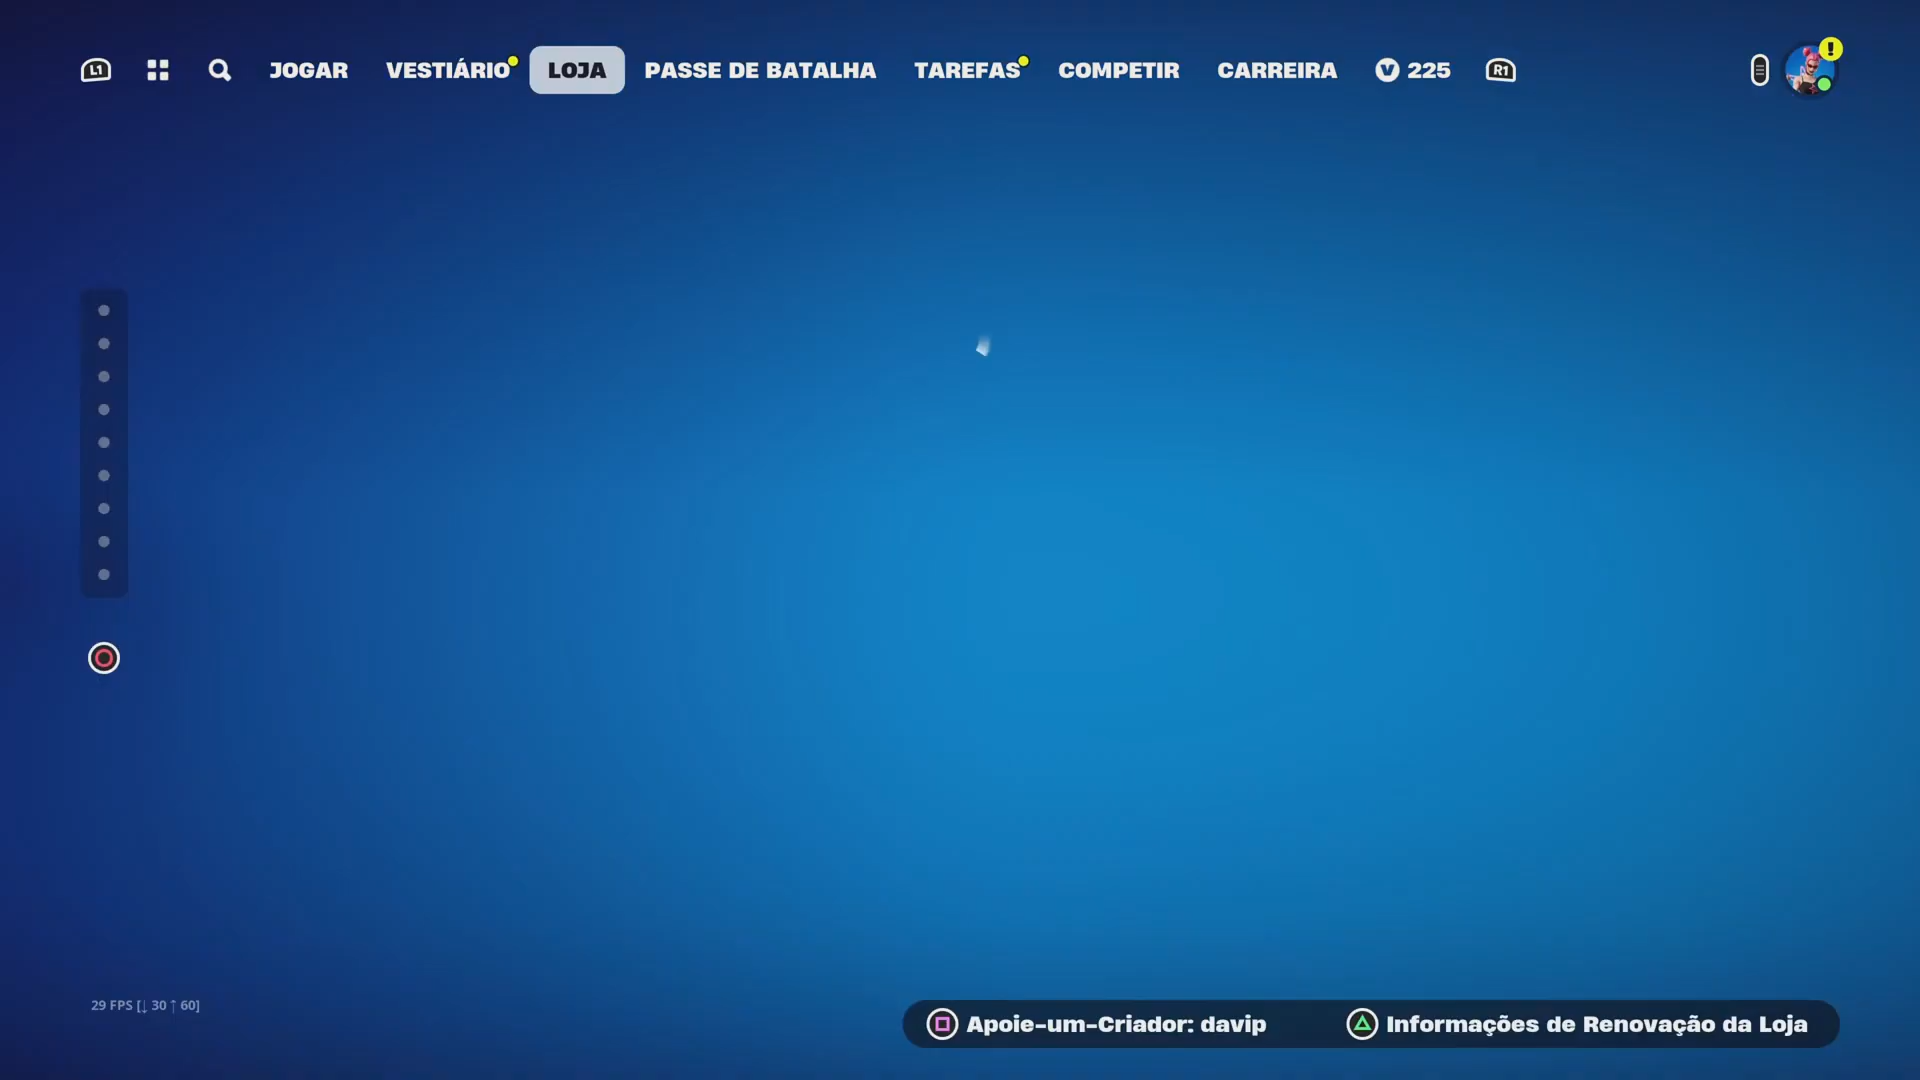 L1 JOGAR VESTIÁRIO LOJA PASSE DE BATALHA TAREFAS COMPETIR CARREIRA V 225 R1 !
29 FPS [↓ 30 ↑ 60]
Apoie-um-Criador: davip Informações de Renovação da Loja